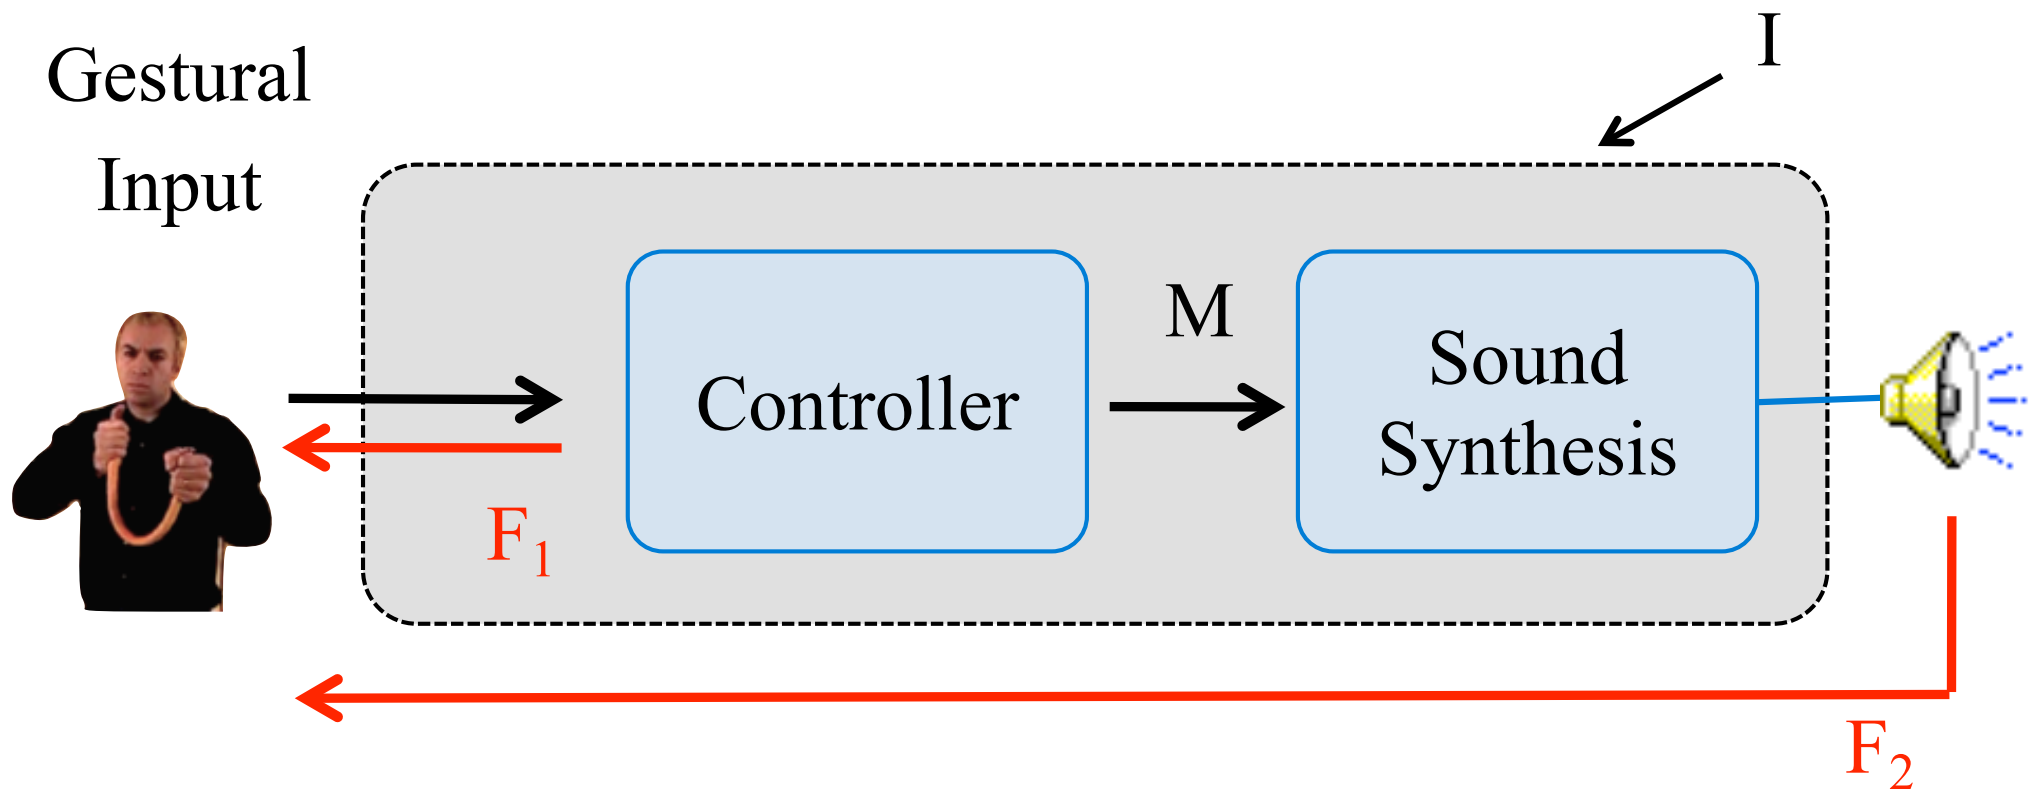 Gestural
Input
I
Controller
M
Sound
Synthesis
F₁
F₂